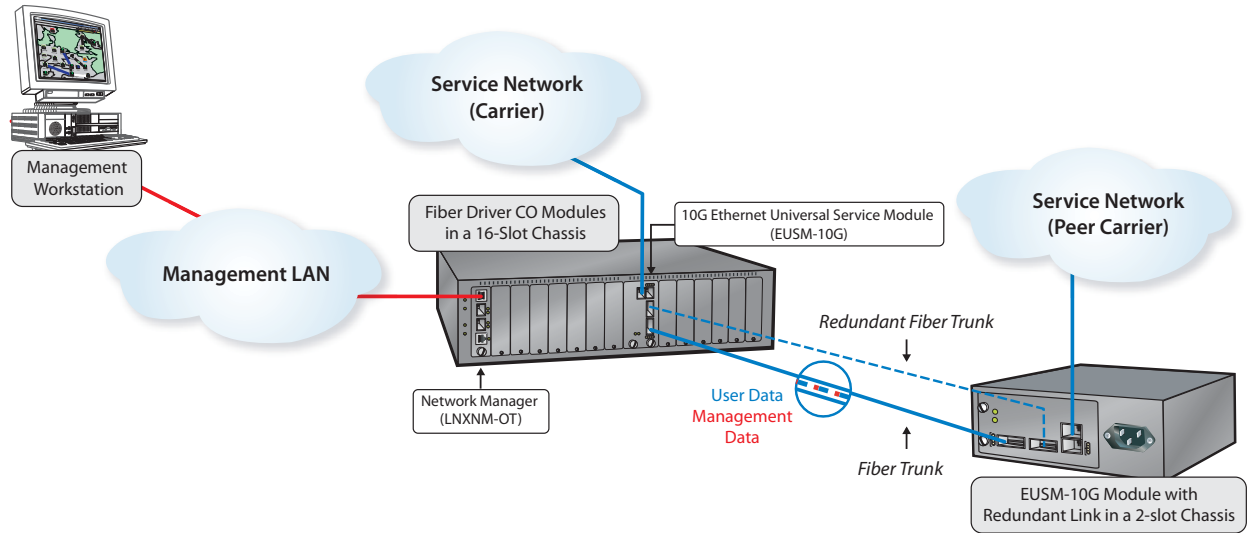 Service Network
(Carrier)
Management
Workstation
Management LAN
Fiber Driver CO Modules
in a 16-Slot Chassis
10G Ethernet Universal Service Module
(EUSM-10G)
Service Network
(Peer Carrier)
Redundant Fiber Trunk
Network Manager
(LNXNM-OT)
User Data
Management
Data
Fiber Trunk
EUSM-10G Module with
Redundant Link in a 2-slot Chassis